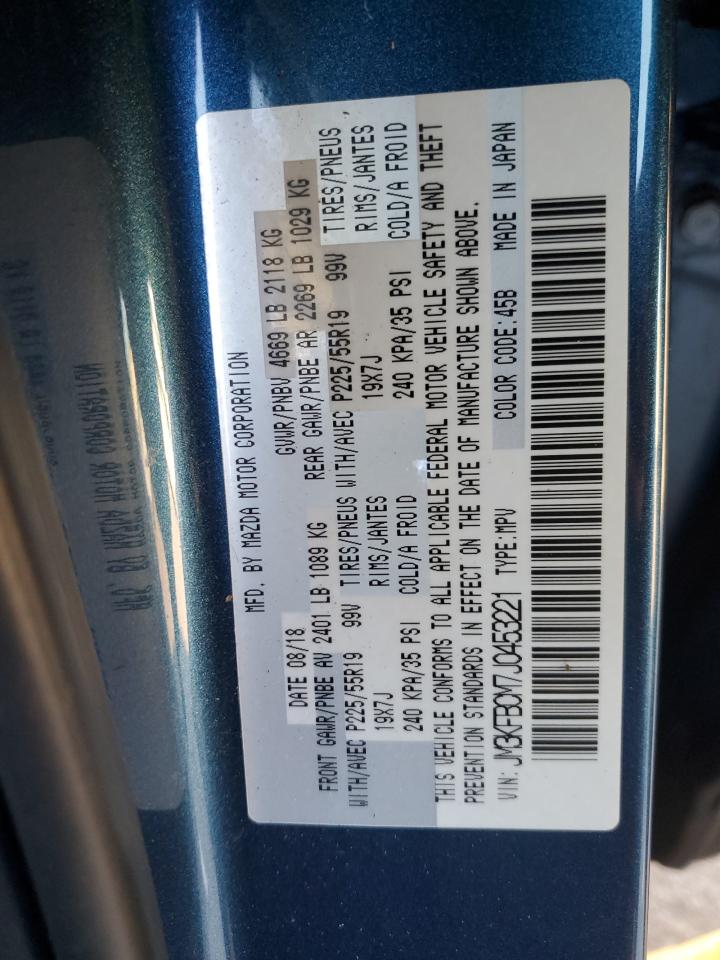 MFD. BY MAZDA MOTOR CORPORATION
DATE 08/18 GVWR/PNBV 4669 LB 2118 KG
FRONT GAWR/PNBE AV 2401 LB 1089 KG REAR GAWR/PNBE AR 2269 LB 1029 KG
WITH/AVEC P225/55R19 99V TIRES/PNEUS WITH/AVEC P225/55R19 99V TIRES/PNEUS
19X7J RIMS/JANTES 19X7J RIMS/JANTES
240 KPA/35 PSI COLD/A FROID 240 KPA/35 PSI COLD/A FROID
THIS VEHICLE CONFORMS TO ALL APPLICABLE FEDERAL MOTOR VEHICLE SAFETY AND THEFT
PREVENTION STANDARDS IN EFFECT ON THE DATE OF MANUFACTURE SHOWN ABOVE.
VIN: JM3KFBCM7J0453221 TYPE:MPV COLOR CODE:45B MADE IN JAPAN